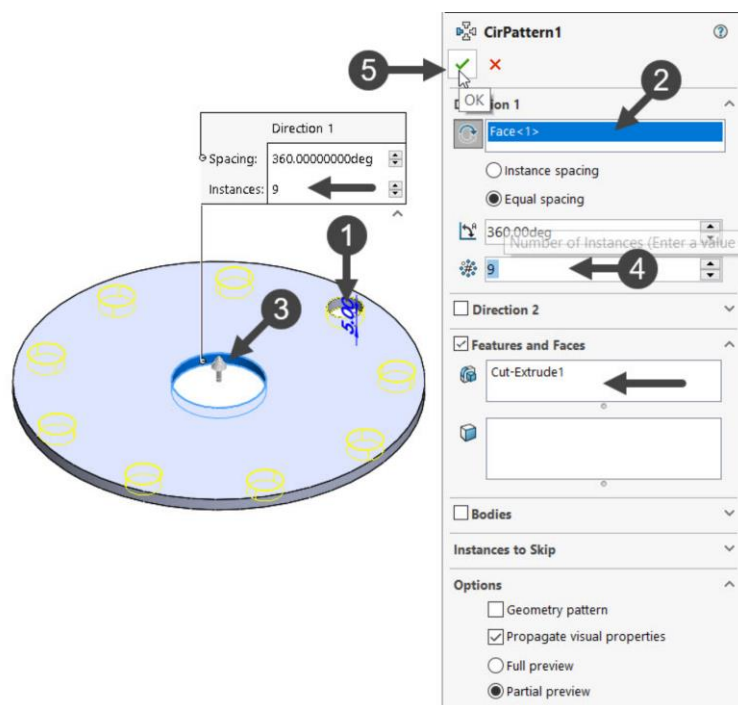 CirPattern1
5
OK
2
Direction 1
Face<1>
Instance spacing
Equal spacing
360.00deg
Number of Instances (Enter a value
9
4
Direction 2
Features and Faces
Cut-Extrude1
Bodies
Instances to Skip
Options
Geometry pattern
Propagate visual properties
Full preview
Partial preview
Direction 1
Spacing: 360.00000000deg
Instances: 9
1
5.00
3